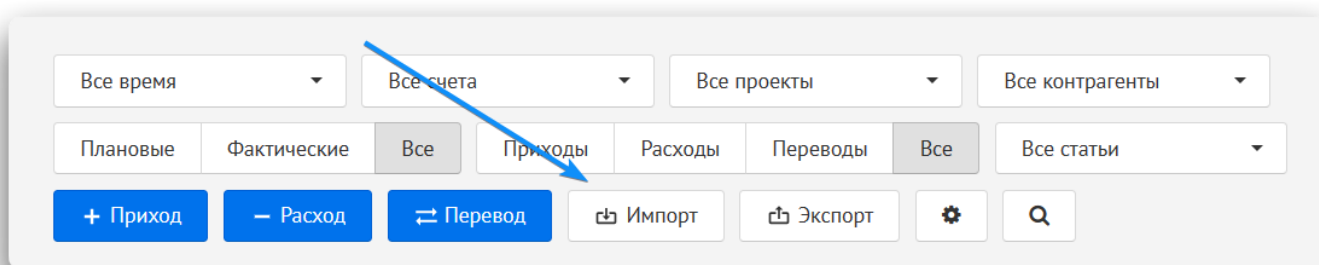 Все время Все счета Все проекты Все контрагенты
Плановые Фактические Все Приходы Расходы Переводы Все Все статьи
+ Приход − Расход Перевод Импорт Экспорт